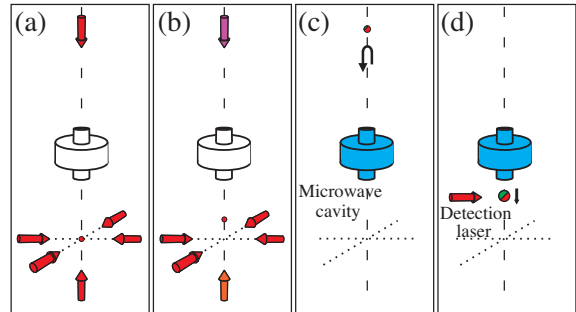 (a)
(b)
(c)
(d)
Microwave
cavity
Detection
laser